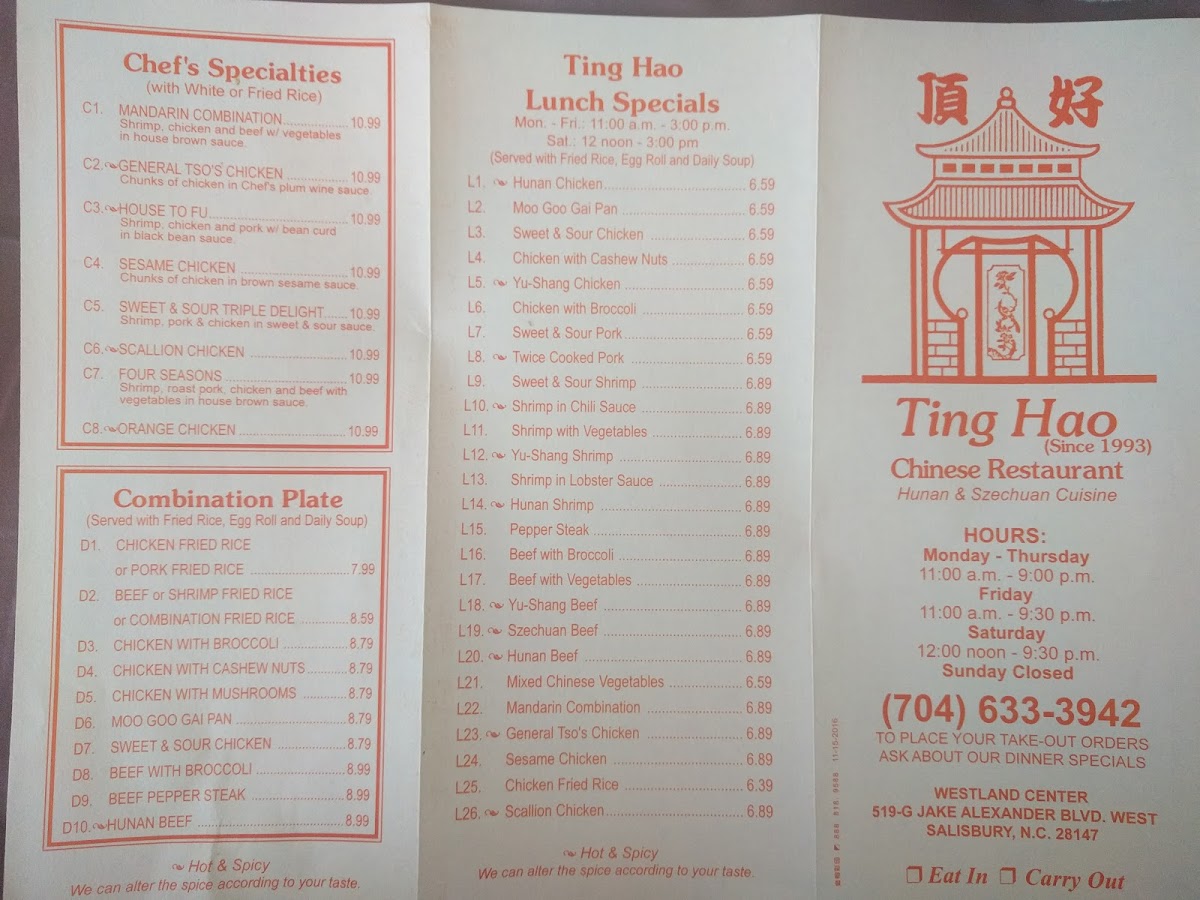 Chef's Specialties
(with White or Fried Rice)
C1. MANDARIN COMBINATION 10.99
Shrimp, chicken and beef w/ vegetables
in house brown sauce.
C2. GENERAL TSO'S CHICKEN 10.99
Chunks of chicken in Chef's plum wine sauce.
C3. HOUSE TO FU 10.99
Shrimp, chicken and pork w/ bean curd
in black bean sauce.
C4. SESAME CHICKEN 10.99
Chunks of chicken in brown sesame sauce.
C5. SWEET & SOUR TRIPLE DELIGHT 10.99
Shrimp, pork & chicken in sweet & sour sauce.
C6. SCALLION CHICKEN 10.99
C7. FOUR SEASONS 10.99
Shrimp, roast pork, chicken and beef with
vegetables in house brown sauce.
C8. ORANGE CHICKEN 10.99
Combination Plate
(Served with Fried Rice, Egg Roll and Daily Soup)
D1. CHICKEN FRIED RICE
or PORK FRIED RICE 7.99
D2. BEEF or SHRIMP FRIED RICE
or COMBINATION FRIED RICE 8.59
D3. CHICKEN WITH BROCCOLI 8.79
D4. CHICKEN WITH CASHEW NUTS 8.79
D5. CHICKEN WITH MUSHROOMS 8.79
D6. MOO GOO GAI PAN 8.79
D7. SWEET & SOUR CHICKEN 8.79
D8. BEEF WITH BROCCOLI 8.99
D9. BEEF PEPPER STEAK 8.99
D10. HUNAN BEEF 8.99
Hot & Spicy
We can alter the spice according to your taste.
Ting Hao
Lunch Specials
Mon. - Fri.: 11:00 a.m. - 3:00 p.m.
Sat.: 12 noon - 3:00 pm
(Served with Fried Rice, Egg Roll and Daily Soup)
L1. Hunan Chicken 6.59
L2. Moo Goo Gai Pan 6.59
L3. Sweet & Sour Chicken 6.59
L4. Chicken with Cashew Nuts 6.59
L5. Yu-Shang Chicken 6.59
L6. Chicken with Broccoli 6.59
L7. Sweet & Sour Pork 6.59
L8. Twice Cooked Pork 6.59
L9. Sweet & Sour Shrimp 6.89
L10. Shrimp in Chili Sauce 6.89
L11. Shrimp with Vegetables 6.89
L12. Yu-Shang Shrimp 6.89
L13. Shrimp in Lobster Sauce 6.89
L14. Hunan Shrimp 6.89
L15. Pepper Steak 6.89
L16. Beef with Broccoli 6.89
L17. Beef with Vegetables 6.89
L18. Yu-Shang Beef 6.89
L19. Szechuan Beef 6.89
L20. Hunan Beef 6.89
L21. Mixed Chinese Vegetables 6.59
L22. Mandarin Combination 6.89
L23. General Tso's Chicken 6.89
L24. Sesame Chicken 6.89
L25. Chicken Fried Rice 6.39
L26. Scallion Chicken 6.89
Hot & Spicy
We can alter the spice according to your taste.
頂 好
Ting Hao
(Since 1993)
Chinese Restaurant
Hunan & Szechuan Cuisine
HOURS:
Monday - Thursday
11:00 a.m. - 9:00 p.m.
Friday
11:00 a.m. - 9:30 p.m.
Saturday
12:00 noon - 9:30 p.m.
Sunday Closed
(704) 633-3942
TO PLACE YOUR TAKE-OUT ORDERS
ASK ABOUT OUR DINNER SPECIALS
WESTLAND CENTER
519-G JAKE ALEXANDER BLVD. WEST
SALISBURY, N.C. 28147
Eat In Carry Out
11-15-2016